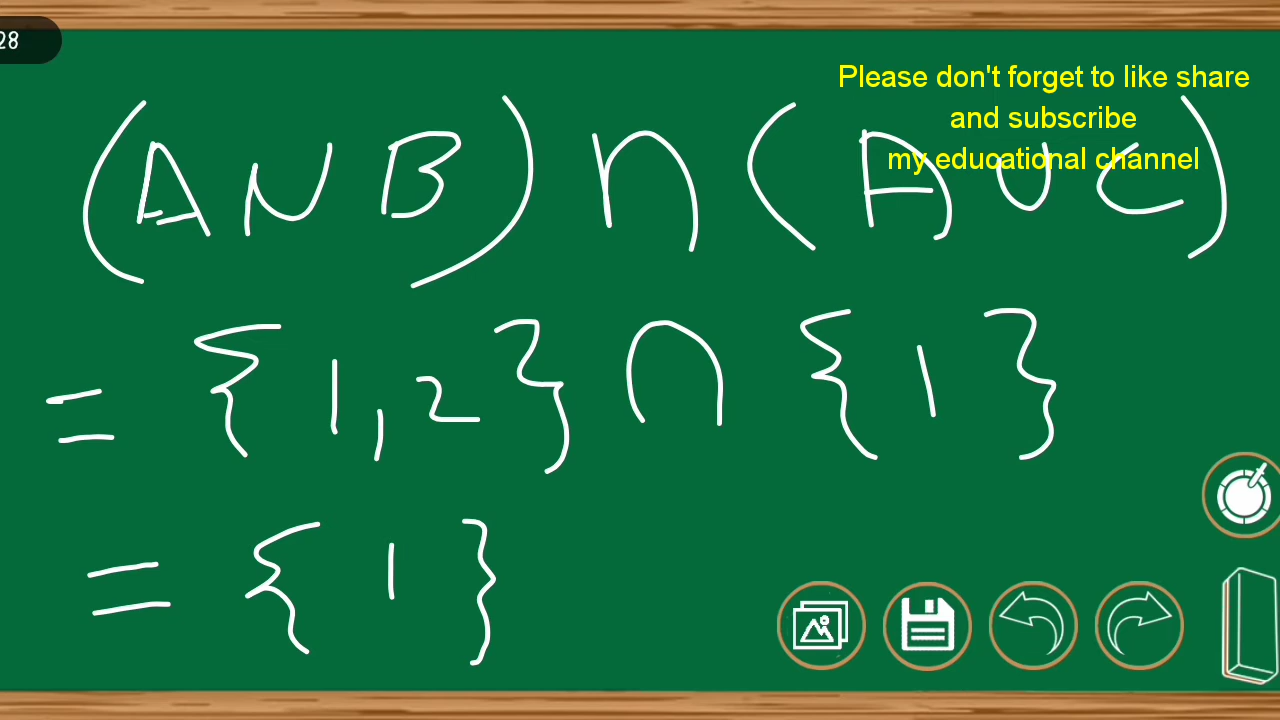 28
Please don't forget to like share
and subscribe
my educational channel
(A N B) ∩ (A ∪ C)
= {1,2} ∩ {1}
= {1}